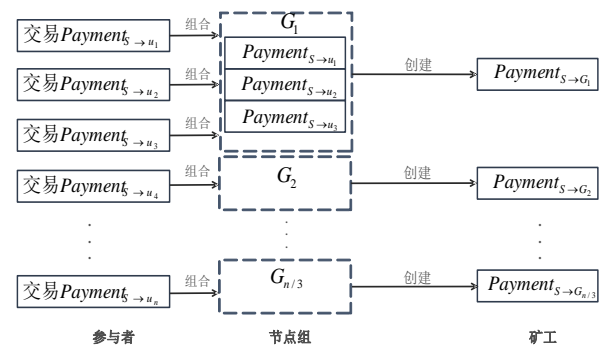 交易Payment_{S→u_1} 组合 G_1
Payment_{S→u_1} 创建 Payment_{S→G_1}
交易Payment_{S→u_2} 组合 Payment_{S→u_2}
交易Payment_{S→u_3} 组合 Payment_{S→u_3}
交易Payment_{S→u_4} 组合 G_2 创建 Payment_{S→G_2}
交易Payment_{S→u_n} 组合 G_{n/3} 创建 Payment_{S→G_{n/3}}
参与者 节点组 矿工